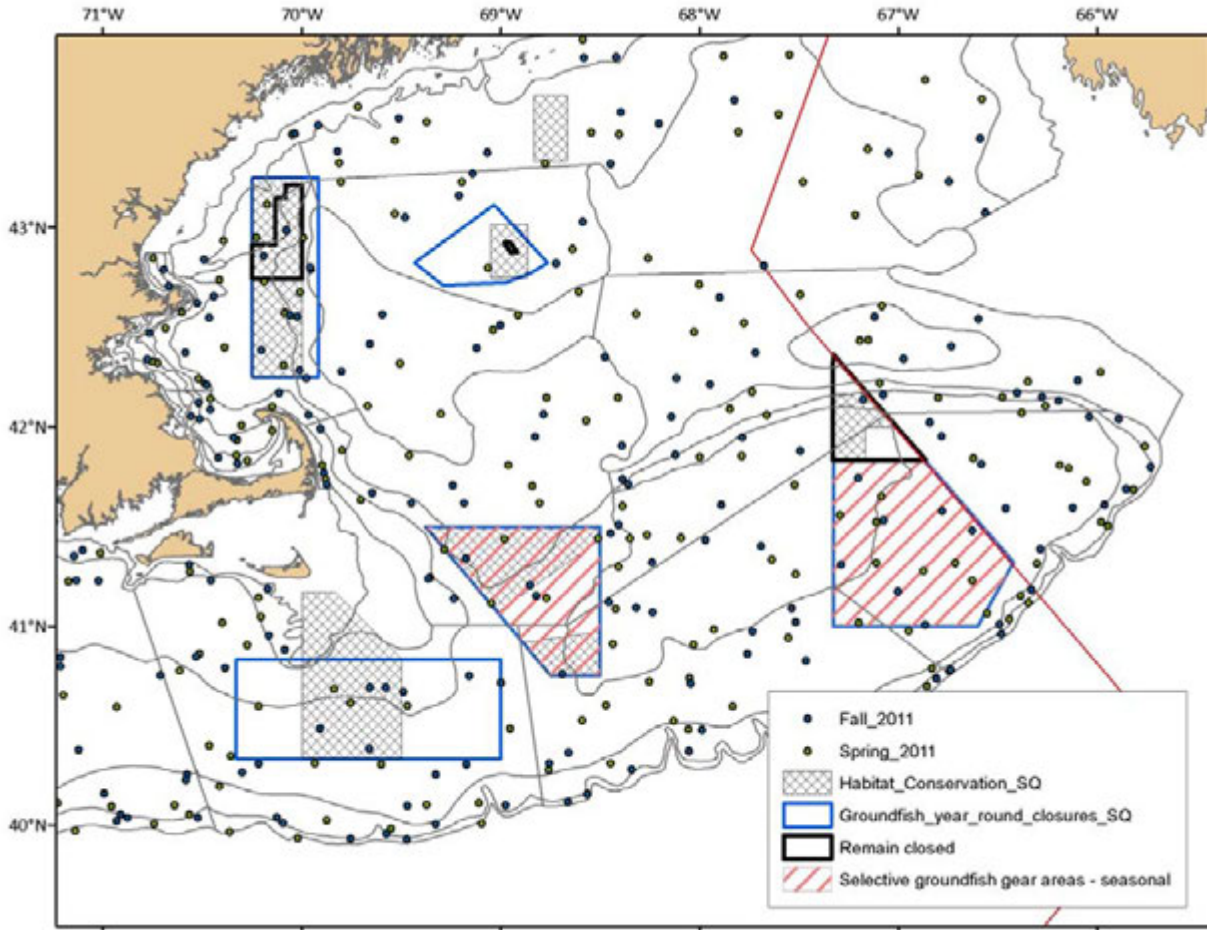 71°W 70°W 69°W 68°W 67°W 66°W
43°N
42°N
41°N
40°N
Fall_2011
Spring_2011
Habitat_Conservation_SQ
Groundfish_year_round_closures_SQ
Remain closed
Selective groundfish gear areas - seasonal